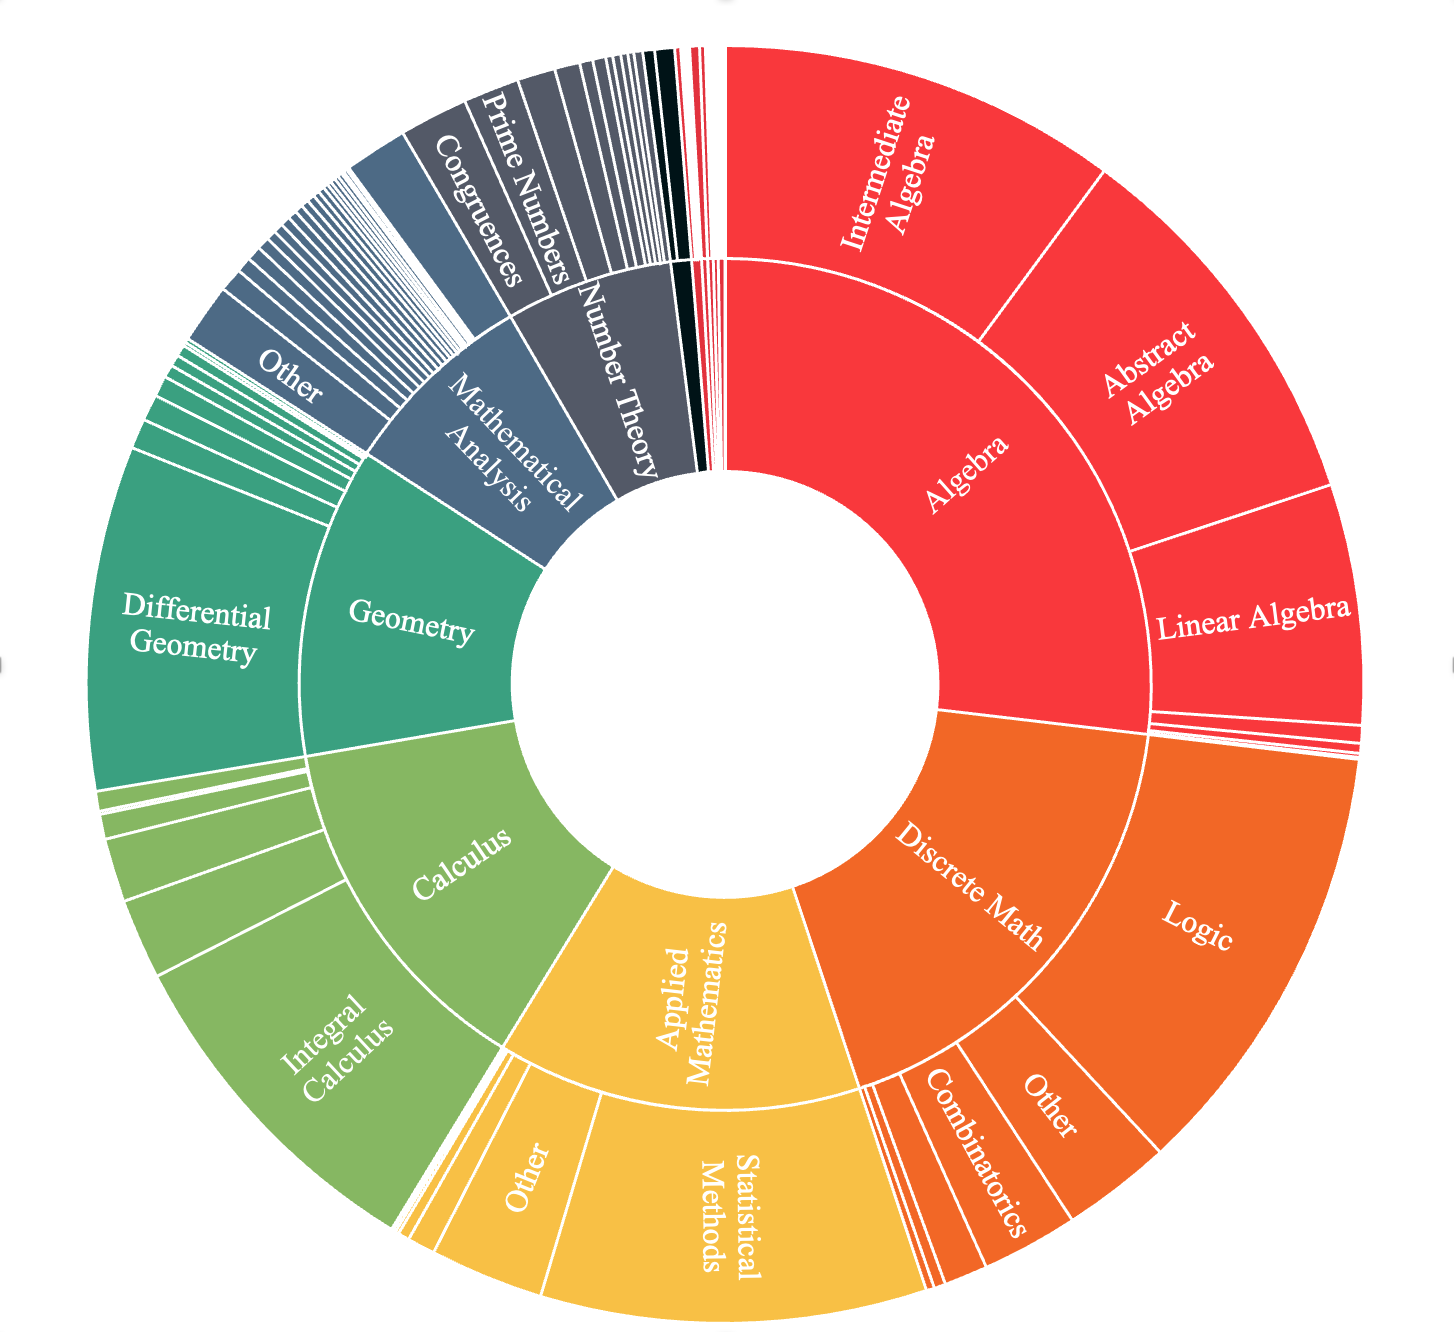 Intermediate
Algebra
Abstract
Algebra
Linear Algebra
Algebra
Discrete Math
Logic
Other
Combinatorics
Applied
Mathematics
Statistical
Methods
Other
Calculus
Integral
Calculus
Geometry
Differential
Geometry
Mathematical
Analysis
Other
Number Theory
Congruences
Prime Numbers